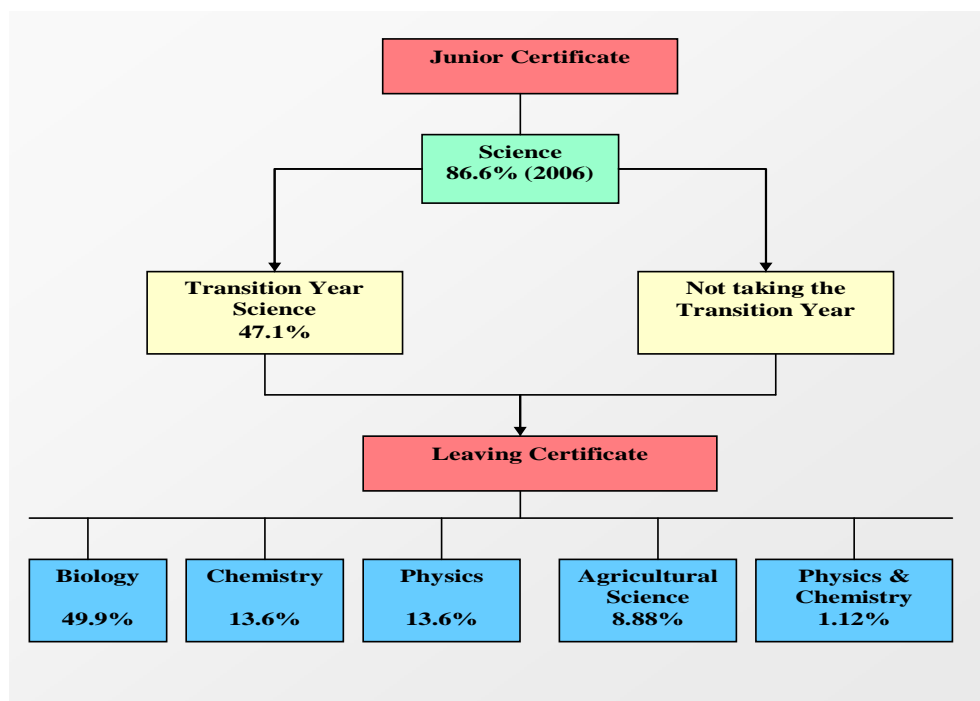 Junior Certificate
Science
86.6% (2006)
Transition Year
Science
47.1%
Not taking the
Transition Year
Leaving Certificate
Biology
49.9%
Chemistry
13.6%
Physics
13.6%
Agricultural
Science
8.88%
Physics &
Chemistry
1.12%